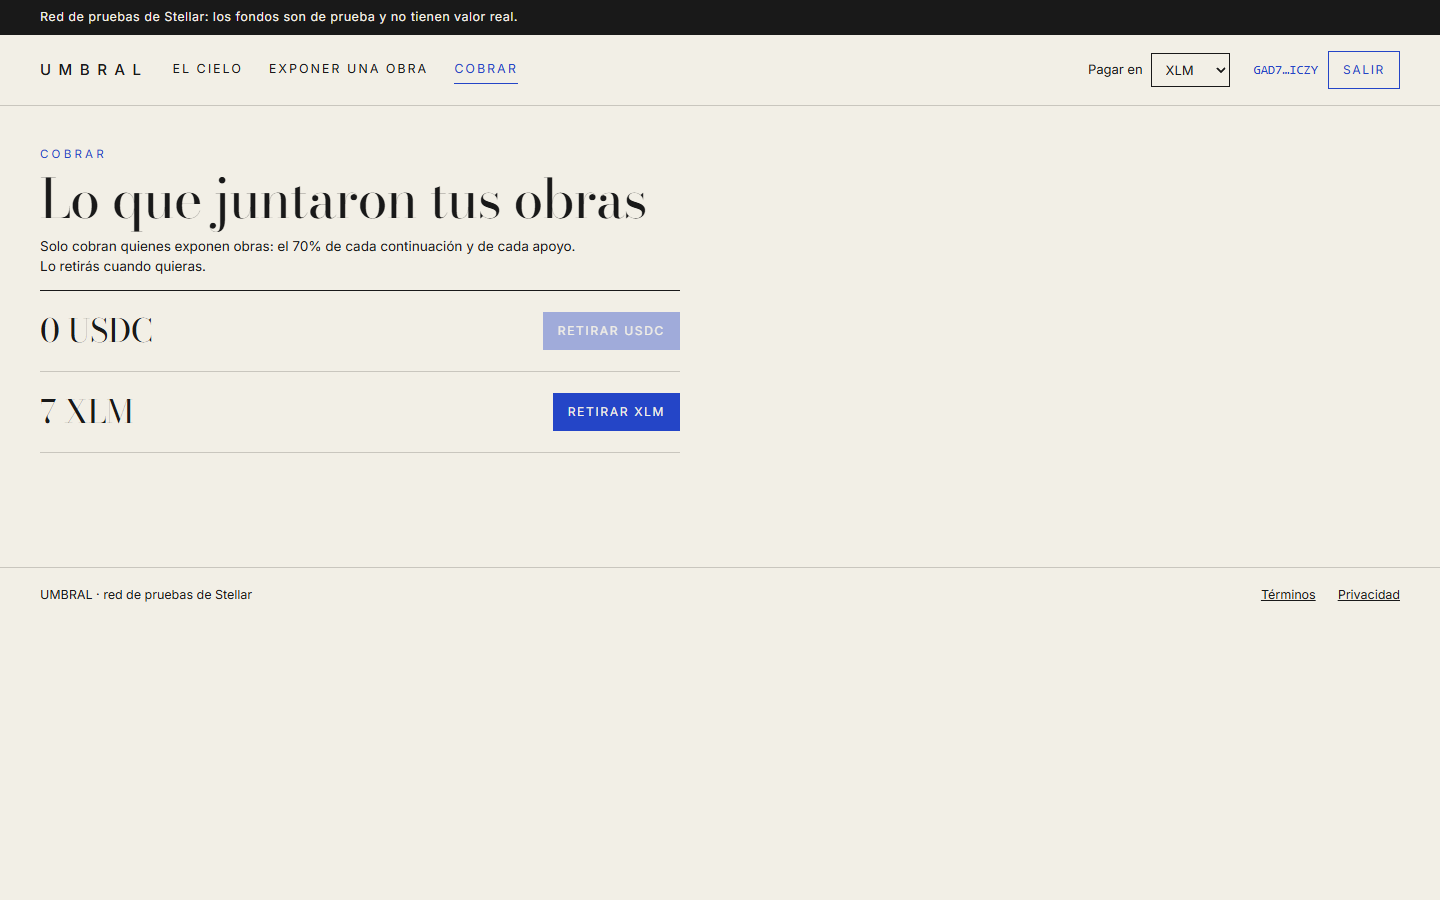 Red de pruebas de Stellar: los fondos son de prueba y no tienen valor real.
UMBRAL EL CIELO EXPONER UNA OBRA COBRAR Pagar en XLM GAD7…ICZY SALIR
COBRAR
Lo que juntaron tus obras
Solo cobran quienes exponen obras: el 70% de cada continuación y de cada apoyo.
Lo retirás cuando quieras.
0 USDC RETIRAR USDC
7 XLM RETIRAR XLM
UMBRAL · red de pruebas de Stellar Términos Privacidad